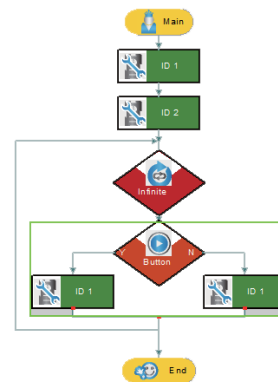 Main
ID 1
ID 2
Infinite
Y
Button
N
ID 1
ID 1
End